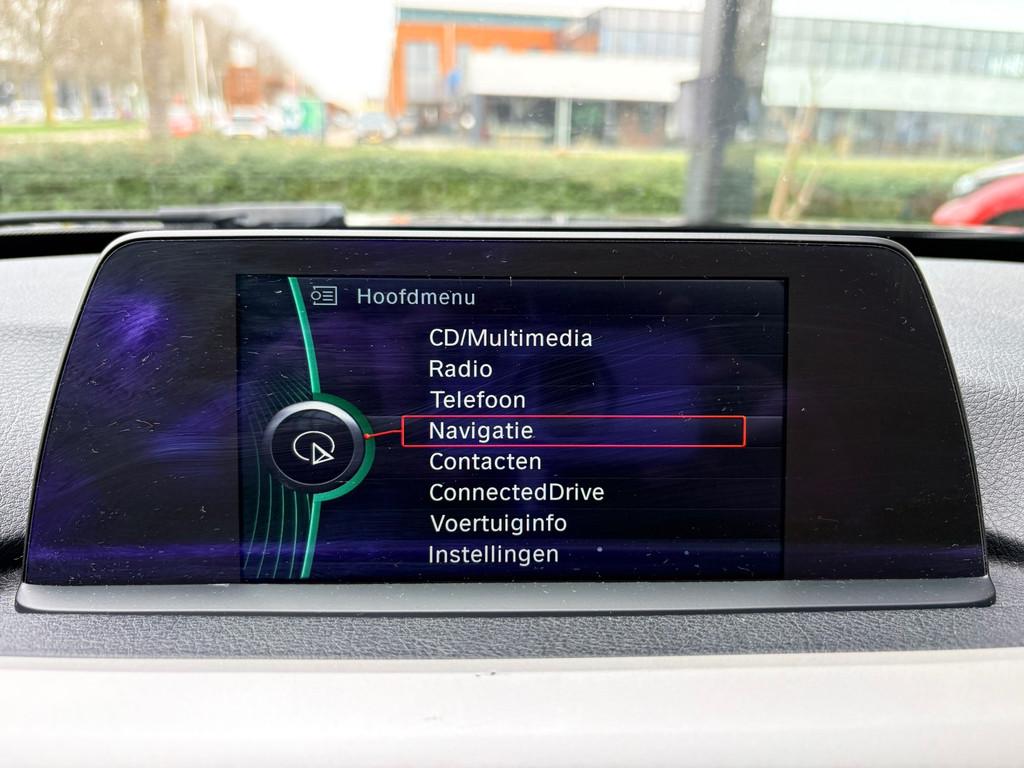 Hoofdmenu
CD/Multimedia
Radio
Telefoon
Navigatie
Contacten
ConnectedDrive
Voertuiginfo
Instellingen